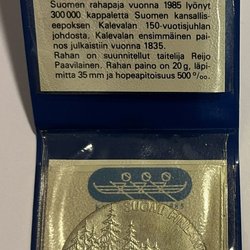 Suomen rahapaja vuonna 1985 lyönyt
300 000 kappaletta Suomen kansallis-
eepoksen Kalevalan 150-vuotisjuhlan
johdosta. Kalevalan ensimmäinen pai-
nos julkaistiin vuonna 1835.
Rahan on suunnitellut taiteilija Reijo
Paavilainen. Rahan paino on 20 g, läpi-
mitta 35 mm ja hopeapitoisuus 500 ‰.
SUOMI FINLAND